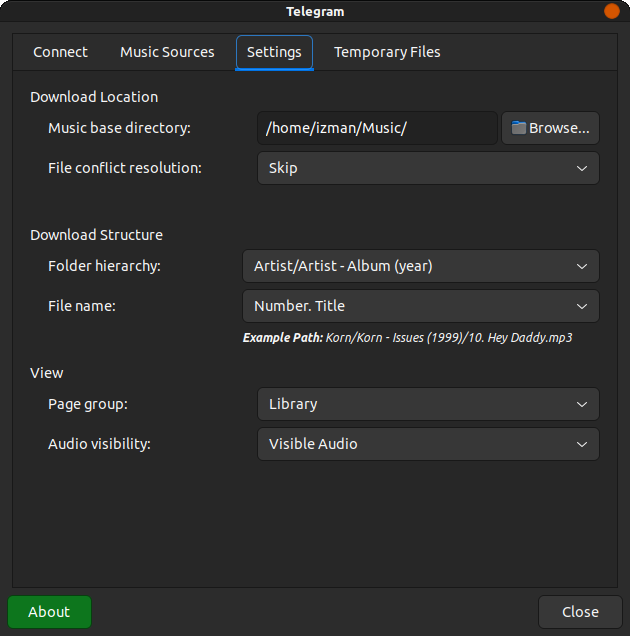 Telegram
Connect Music Sources Settings Temporary Files
Download Location
Music base directory: /home/izman/Music/ Browse...
File conflict resolution: Skip
Download Structure
Folder hierarchy: Artist/Artist - Album (year)
File name: Number. Title
Example Path: Korn/Korn - Issues (1999)/10. Hey Daddy.mp3
View
Page group: Library
Audio visibility: Visible Audio
About Close